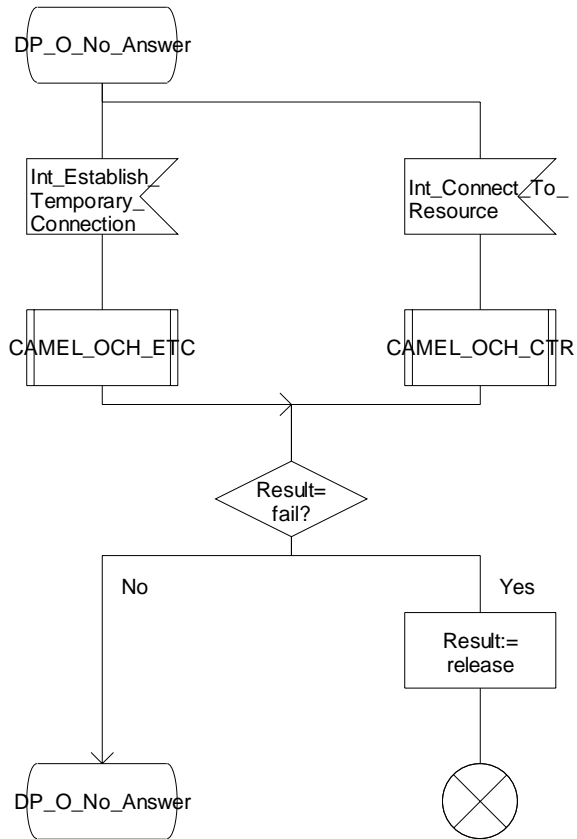 DP_O_No_Answer
Int_Establish_
Temporary_
Connection
Int_Connect_To_
Resource
CAMEL_OCH_ETC
CAMEL_OCH_CTR
Result=
fail?
No
Yes
Result:=
release
DP_O_No_Answer